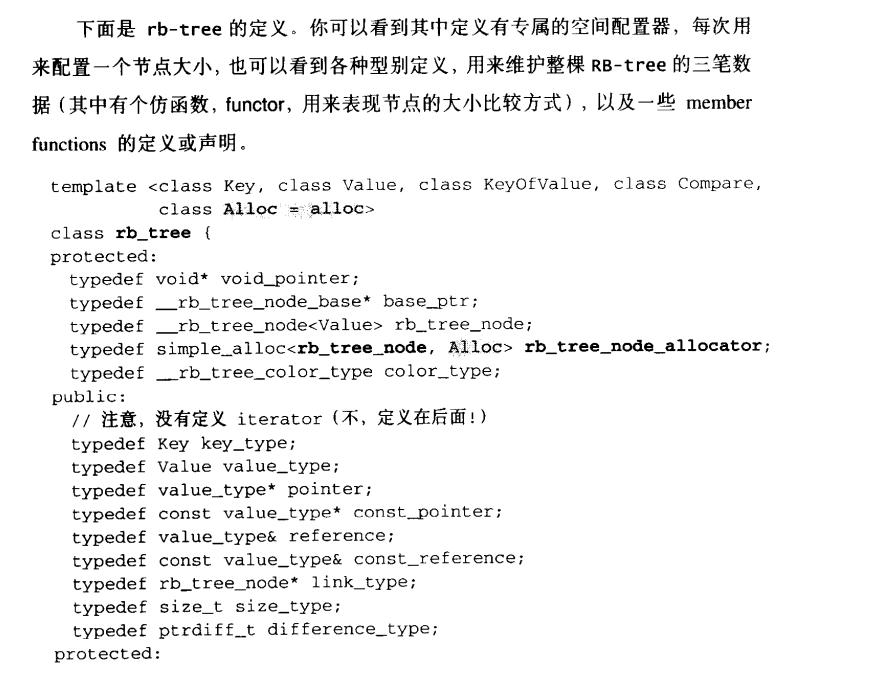 下面是 rb-tree 的定义。你可以看到其中定义有专属的空间配置器，每次用
来配置一个节点大小，也可以看到各种型别定义，用来维护整棵 RB-tree 的三笔数
据（其中有个仿函数，functor，用来表现节点的大小比较方式），以及一些 member
functions 的定义或声明。
template <class Key, class Value, class KeyOfValue, class Compare,
class Alloc = alloc>
class rb_tree {
protected:
typedef void* void_pointer;
typedef __rb_tree_node_base* base_ptr;
typedef __rb_tree_node<Value> rb_tree_node;
typedef simple_alloc<rb_tree_node, Alloc> rb_tree_node_allocator;
typedef __rb_tree_color_type color_type;
public:
// 注意，没有定义 iterator（不，定义在后面!）
typedef Key key_type;
typedef Value value_type;
typedef value_type* pointer;
typedef const value_type* const_pointer;
typedef value_type& reference;
typedef const value_type& const_reference;
typedef rb_tree_node* link_type;
typedef size_t size_type;
typedef ptrdiff_t difference_type;
protected: